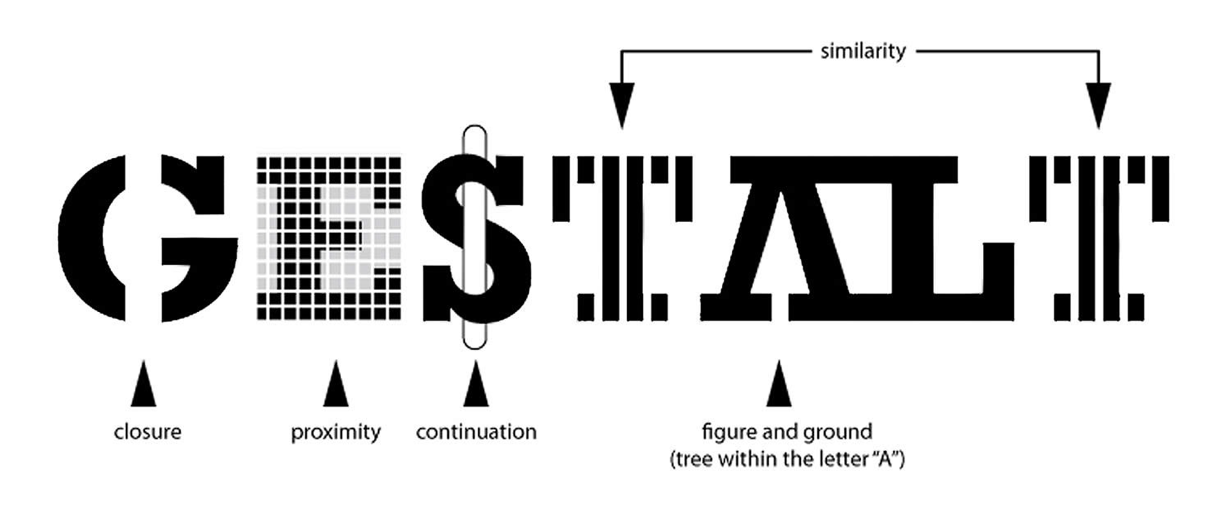 similarity
GESTALT
closure
proximity
continuation
figure and ground
(tree within the letter “A”)